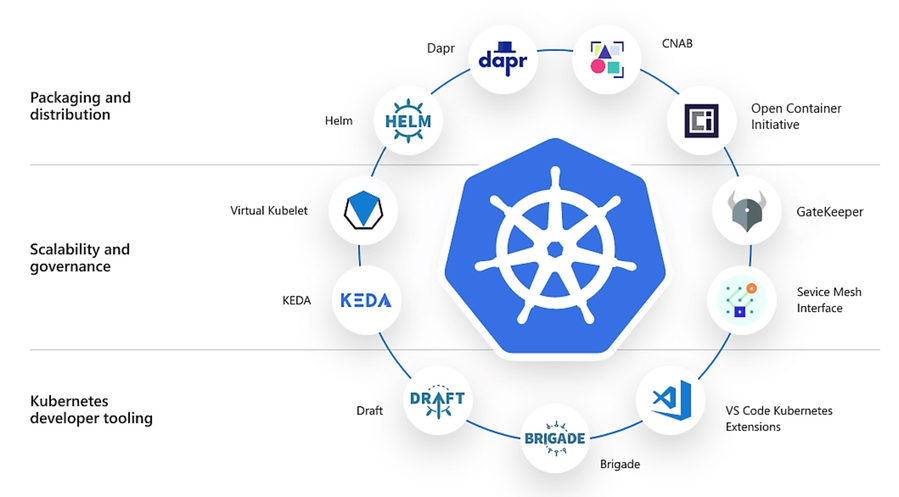 Packaging and
distribution
Dapr
dapr
CNAB
Helm
HELM
Ci
Open Container
Initiative
Scalability and
governance
Virtual Kubelet
GateKeeper
KEDA
KEDA
Sevice Mesh
Interface
Kubernetes
developer tooling
Draft
DRAFT
BRIGADE
Brigade
VS Code Kubernetes
Extensions